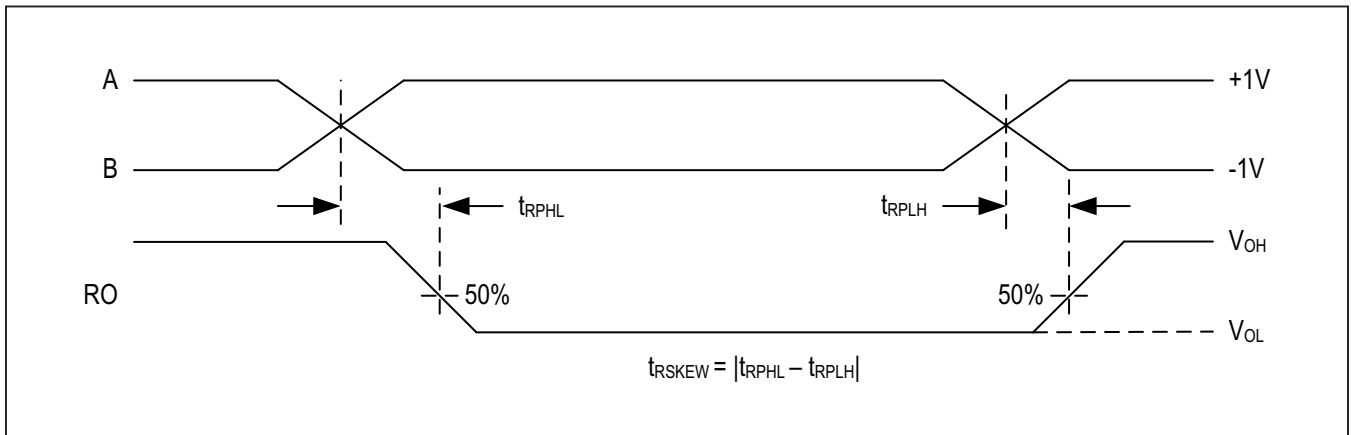 A
+1V
B
-1V
tRPHL
tRPLH
VOH
RO
50%
50%
VOL
tRSKEW = |tRPHL – tRPLH|